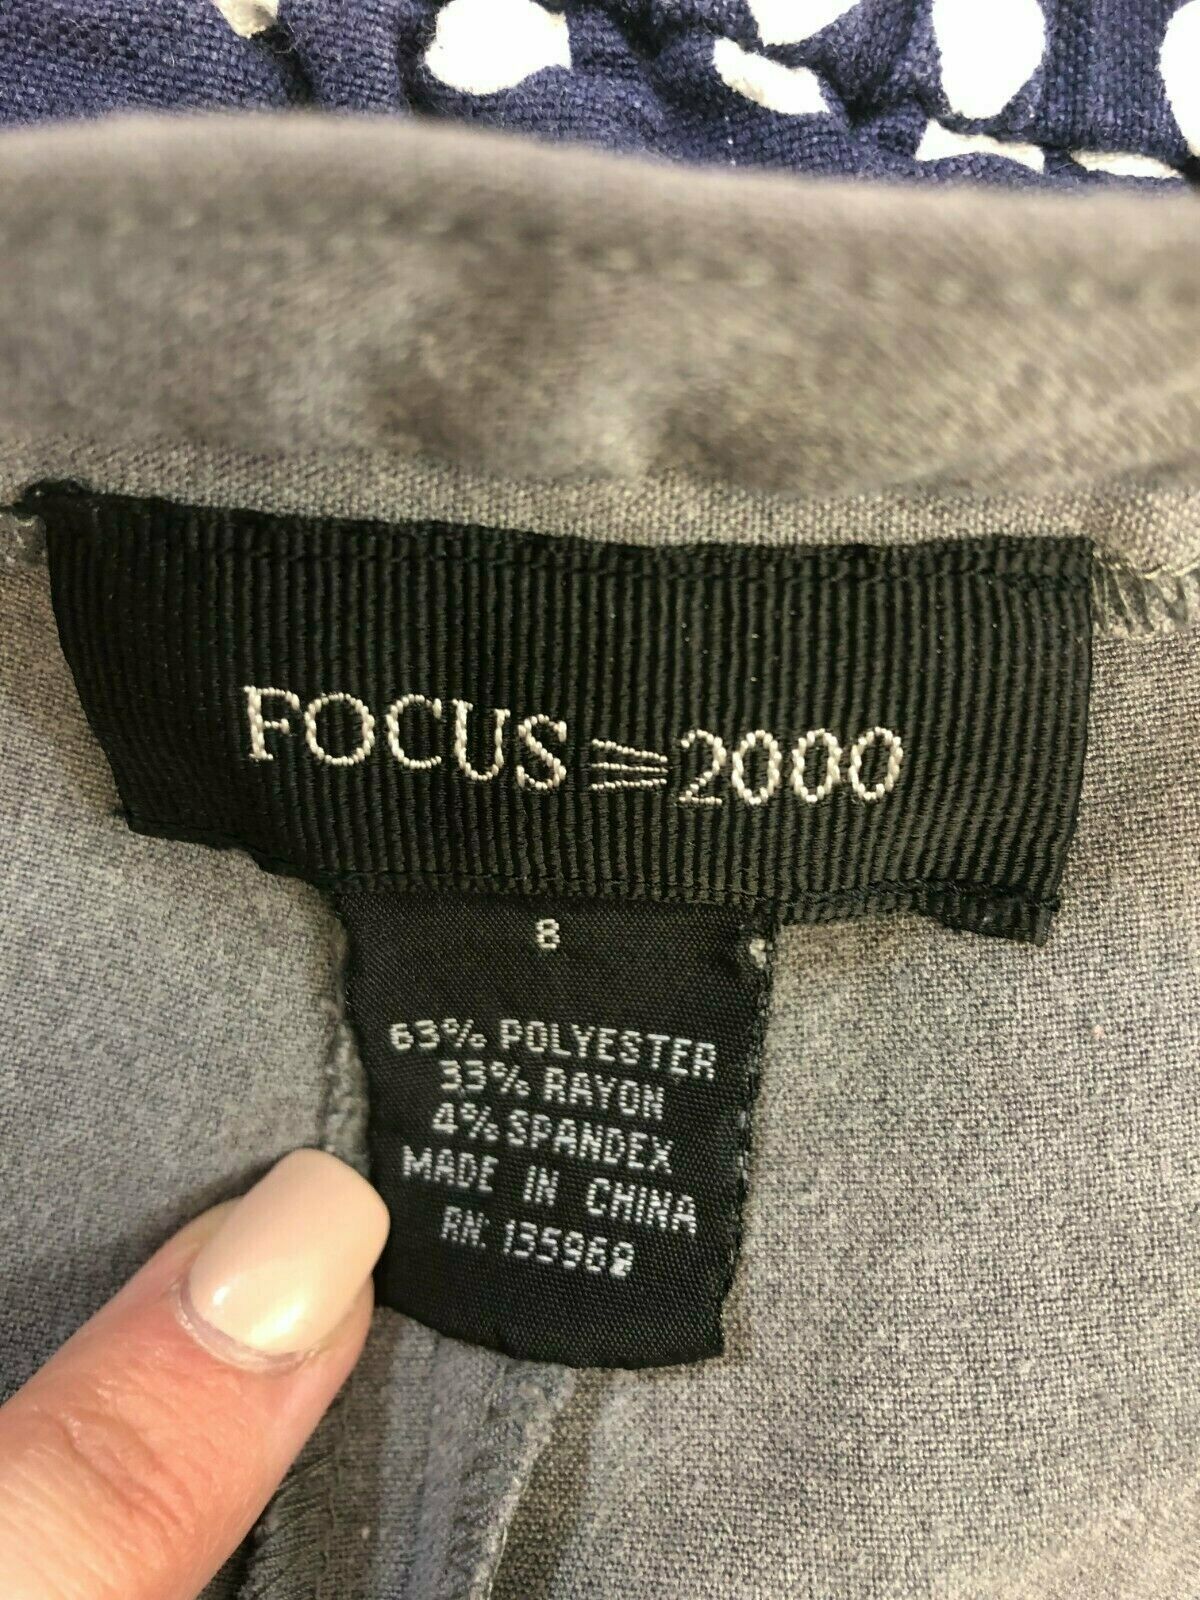 FOCUS 2000
8
63% POLYESTER
33% RAYON
4% SPANDEX
MADE IN CHINA
RN: 135962